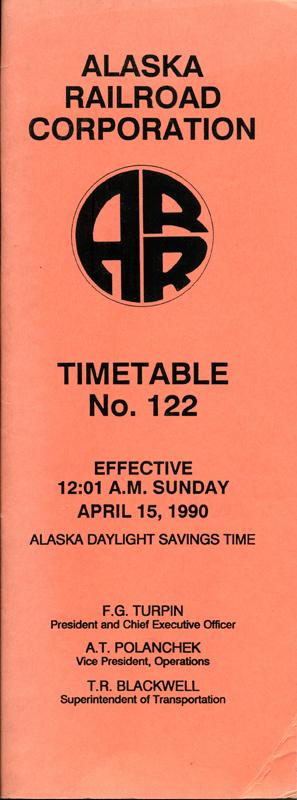 ALASKA
RAILROAD
CORPORATION
ARR
TIMETABLE
No. 122
EFFECTIVE
12:01 A.M. SUNDAY
APRIL 15, 1990
ALASKA DAYLIGHT SAVINGS TIME
F.G. TURPIN
President and Chief Executive Officer
A.T. POLANCHEK
Vice President, Operations
T.R. BLACKWELL
Superintendent of Transportation